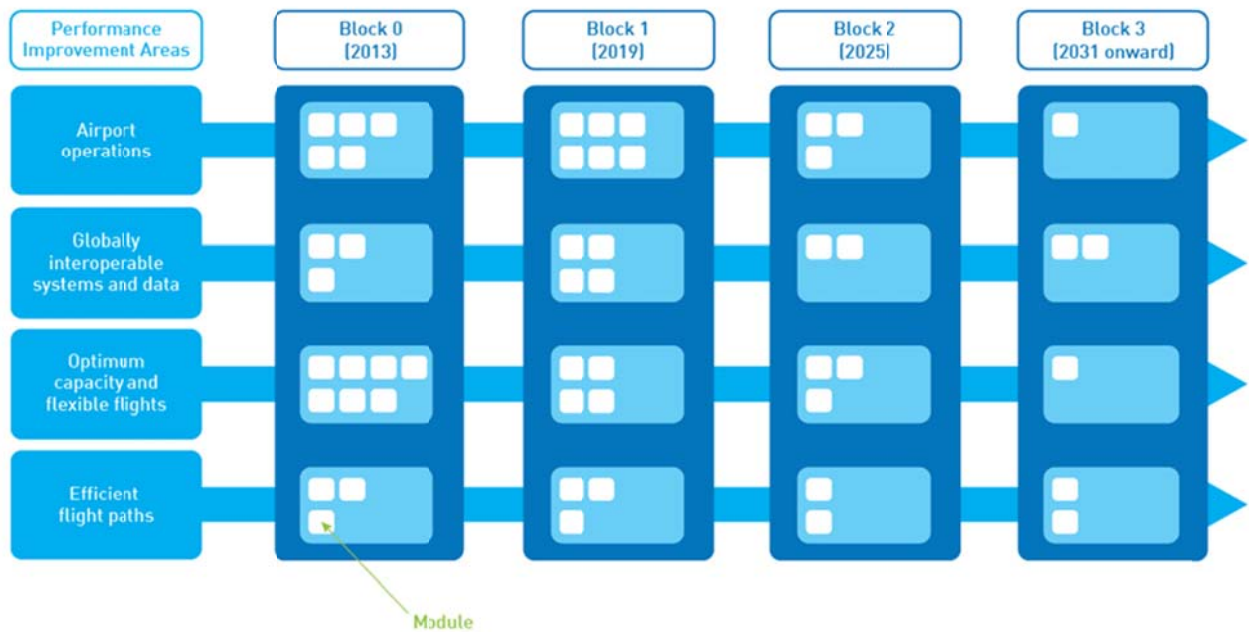 Performance
Improvement Areas
Block 0
(2013)
Block 1
(2019)
Block 2
(2025)
Block 3
(2031 onward)
Airport
operations
Globally
interoperable
systems and data
Optimum
capacity and
flexible flights
Efficient
flight paths
Module